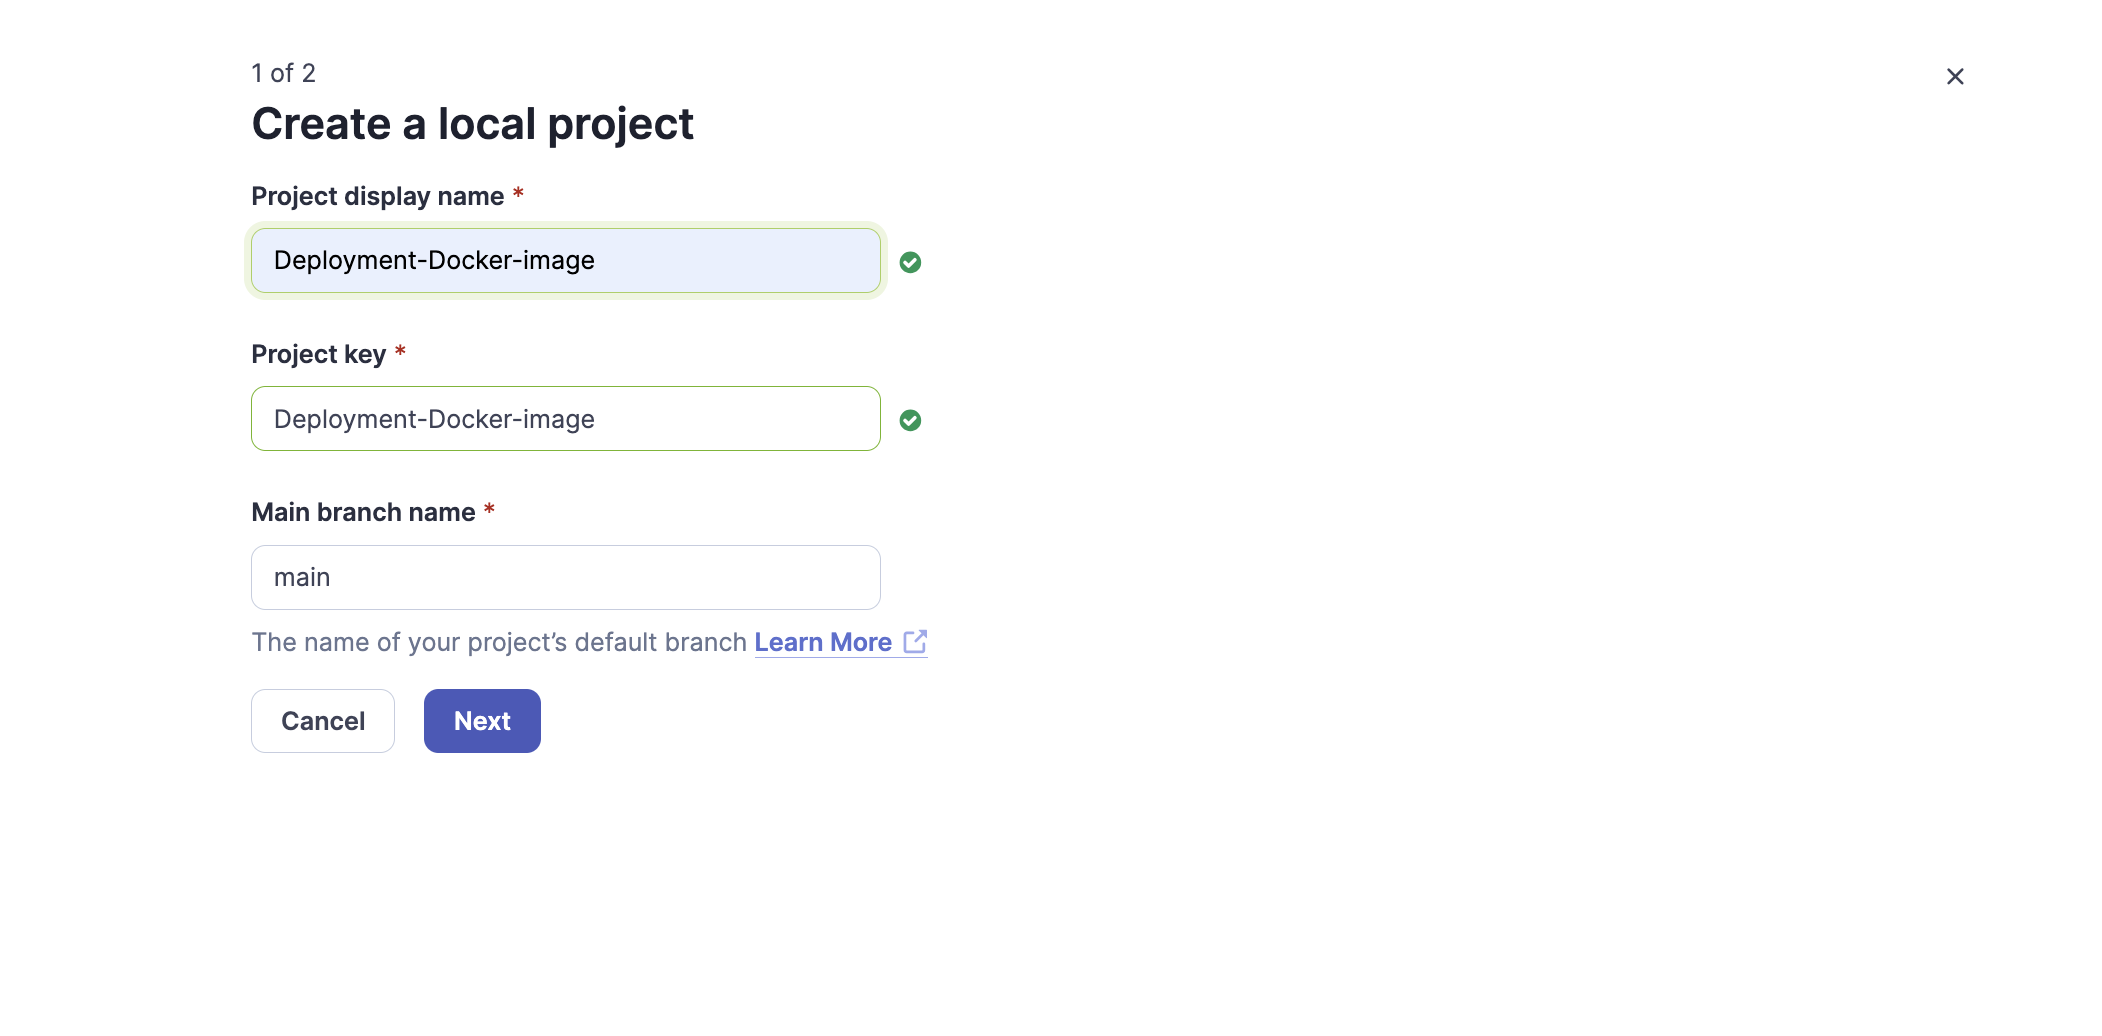 1 of 2
Create a local project
Project display name *
Deployment-Docker-image
Project key *
Deployment-Docker-image
Main branch name *
main
The name of your project’s default branch Learn More
Cancel
Next